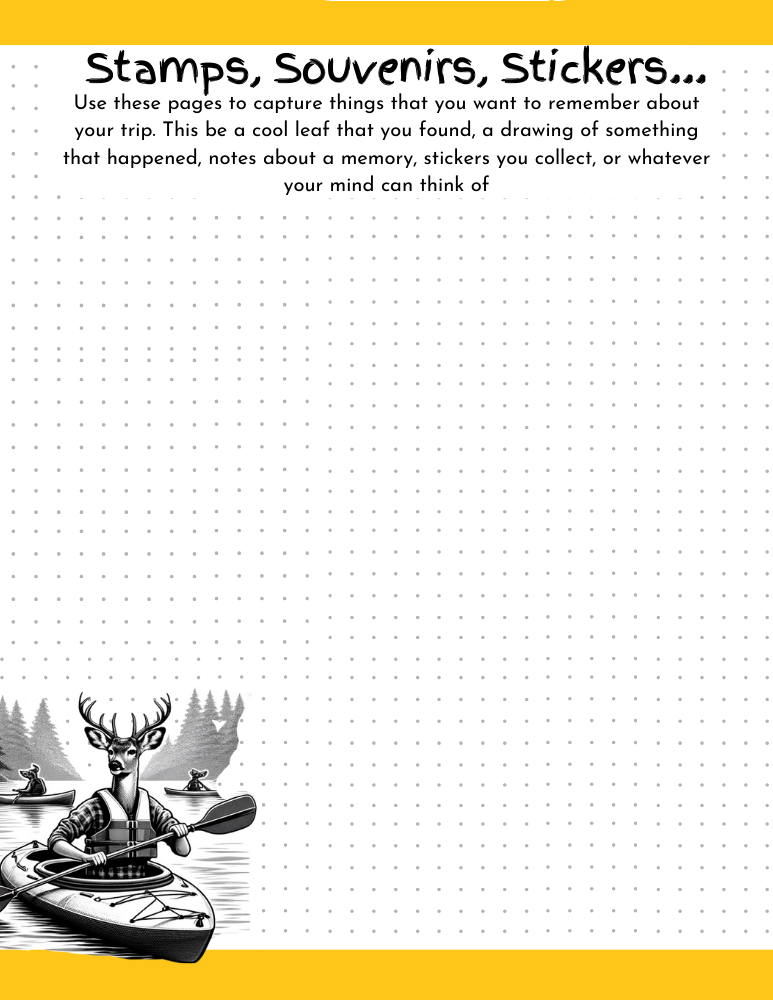 Stamps, Souvenirs, Stickers...
Use these pages to capture things that you want to remember about
your trip. This be a cool leaf that you found, a drawing of something
that happened, notes about a memory, stickers you collect, or whatever
your mind can think of